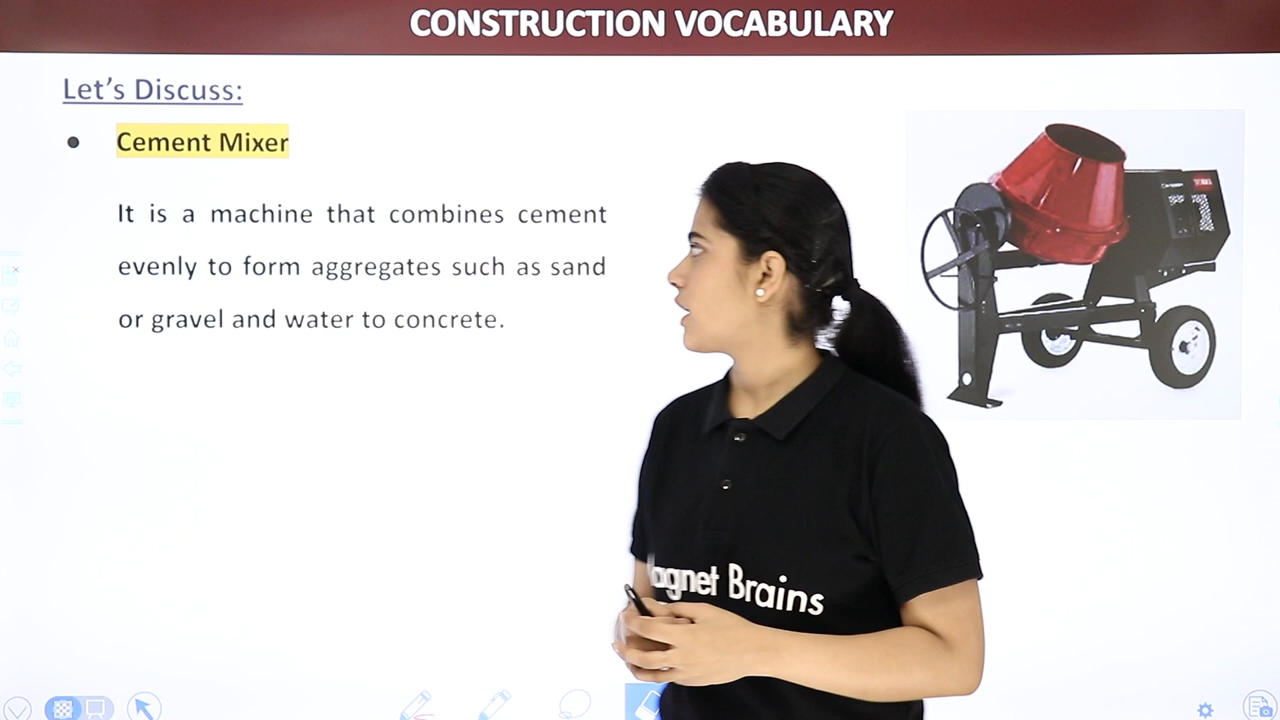 CONSTRUCTION VOCABULARY
Let's Discuss:
● Cement Mixer
It is a machine that combines cement
evenly to form aggregates such as sand
or gravel and water to concrete.
agnet Brains